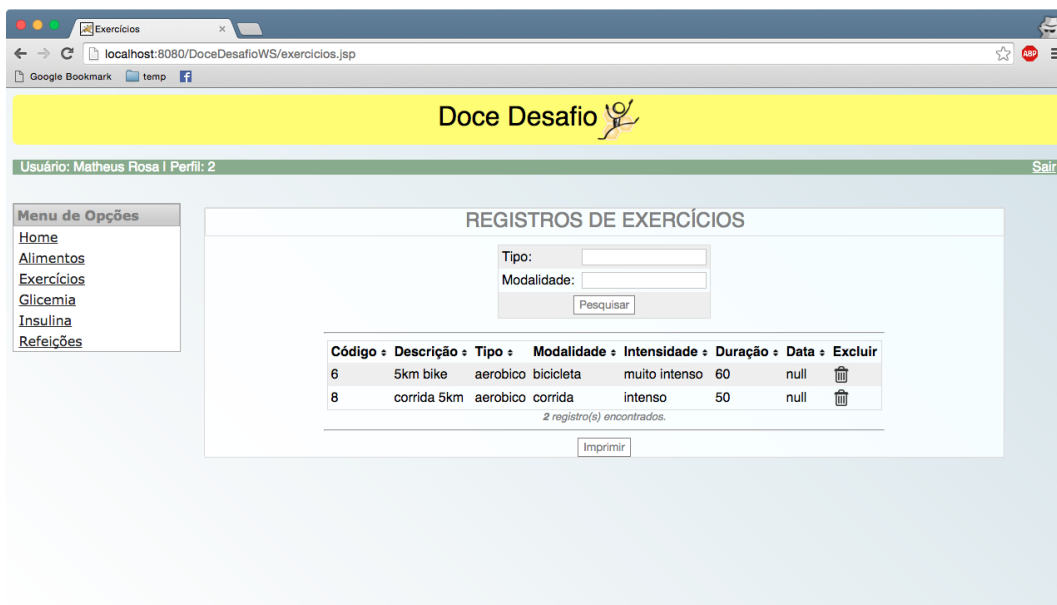 Exercícios
localhost:8080/DoceDesafioWS/exercicios.jsp
ABP
Google Bookmark temp f
Doce Desafio
Usuário: Matheus Rosa | Perfil: 2 Sair
Menu de Opções
Home
Alimentos
Exercícios
Glicemia
Insulina
Refeições
REGISTROS DE EXERCÍCIOS
Tipo:
Modalidade:
Pesquisar
Código Descrição Tipo Modalidade Intensidade Duração Data Excluir
6 5km bike aerobico bicicleta muito intenso 60 null
8 corrida 5km aerobico corrida intenso 50 null
2 registro(s) encontrados.
Imprimir